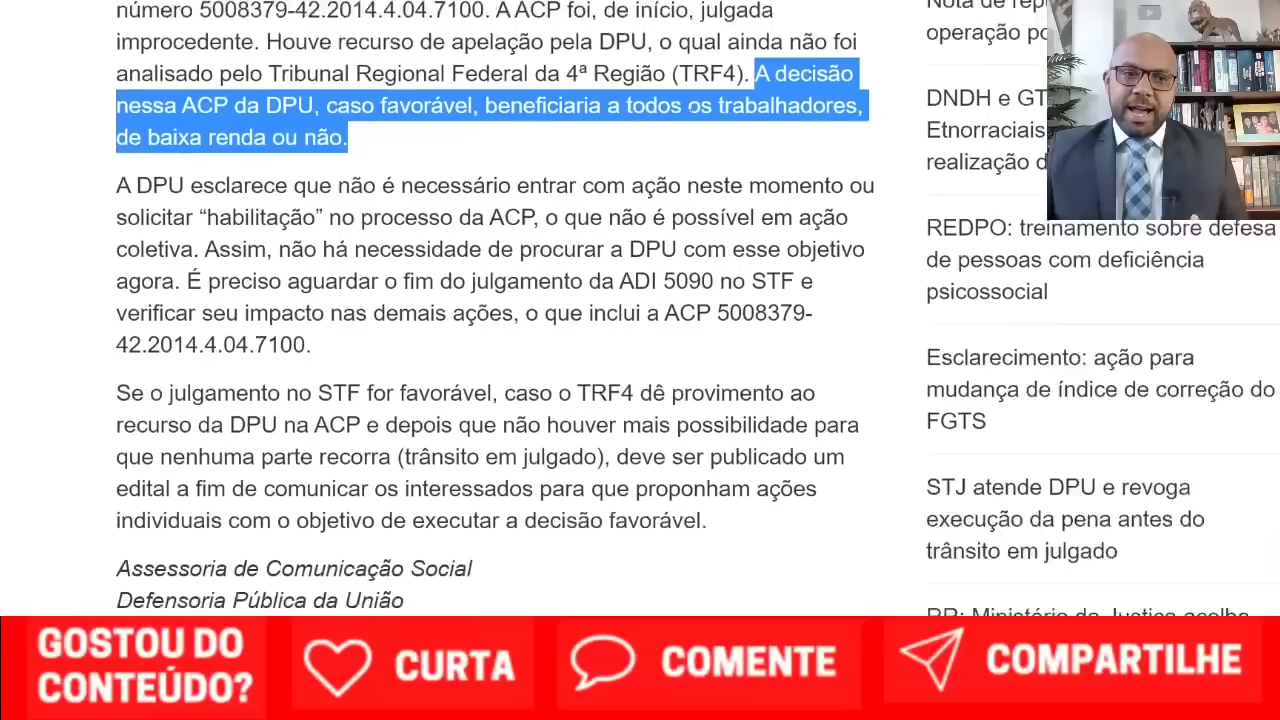 número 5008379-42.2014.4.04.7100. A ACP foi, de início, julgada
improcedente. Houve recurso de apelação pela DPU, o qual ainda não foi
analisado pelo Tribunal Regional Federal da 4ª Região (TRF4). A decisão
nessa ACP da DPU, caso favorável, beneficiaria a todos os trabalhadores,
de baixa renda ou não.
A DPU esclarece que não é necessário entrar com ação neste momento ou
solicitar “habilitação” no processo da ACP, o que não é possível em ação
coletiva. Assim, não há necessidade de procurar a DPU com esse objetivo
agora. É preciso aguardar o fim do julgamento da ADI 5090 no STF e
verificar seu impacto nas demais ações, o que inclui a ACP 5008379-
42.2014.4.04.7100.
Se o julgamento no STF for favorável, caso o TRF4 dê provimento ao
recurso da DPU na ACP e depois que não houver mais possibilidade para
que nenhuma parte recorra (trânsito em julgado), deve ser publicado um
edital a fim de comunicar os interessados para que proponham ações
individuais com o objetivo de executar a decisão favorável.
Assessoria de Comunicação Social
Defensoria Pública da União
Nota de
operação
DNDH e
Etnorraciais
realização
REDPO: treinamento sobre defesa
de pessoas com deficiência
psicossocial
Esclarecimento: ação para
mudança de índice de correção do
FGTS
STJ atende DPU e revoga
execução da pena antes do
trânsito em julgado
RR: Ministério da Justiça acolhe
GOSTOU DO
CONTEÚDO?
CURTA
COMENTE
COMPARTILHE